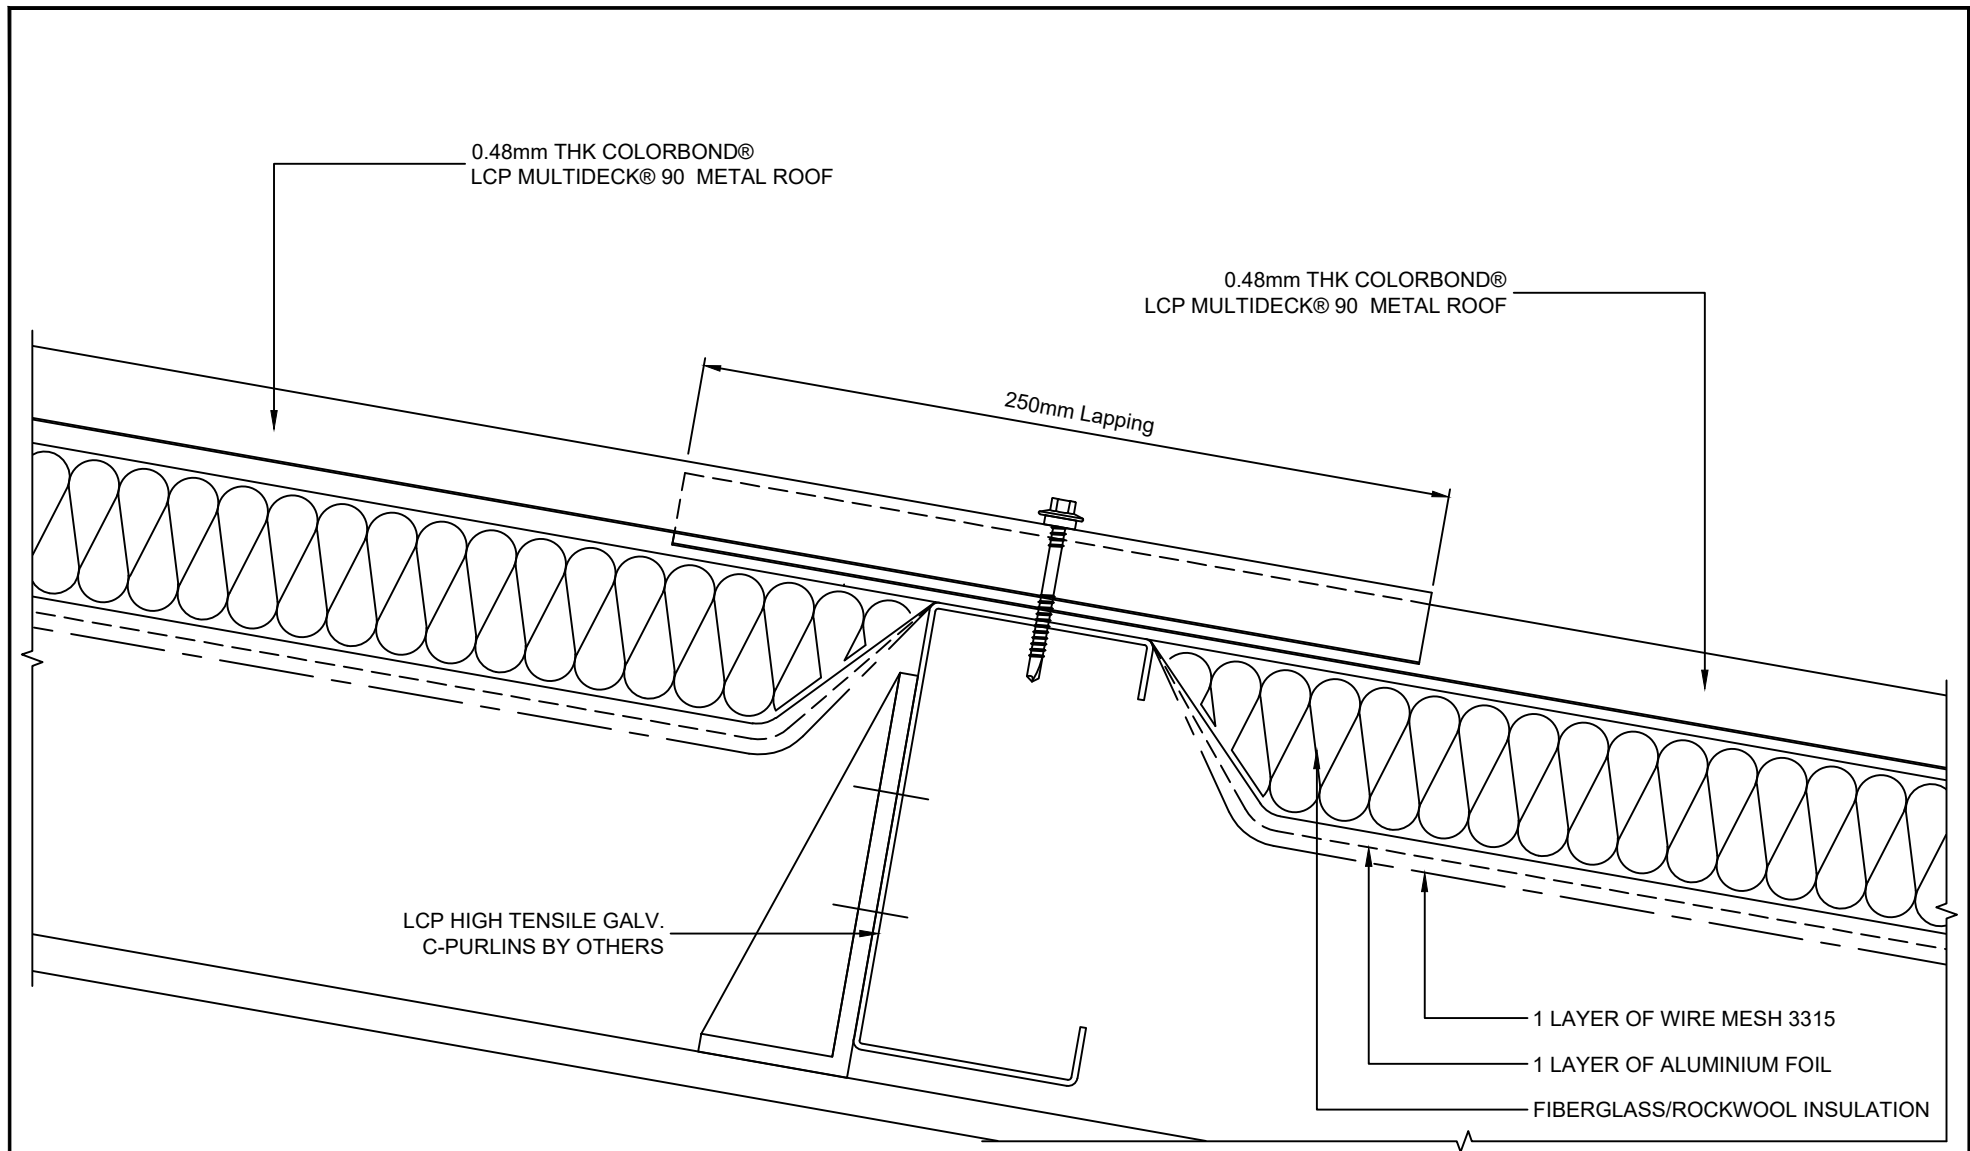 0.48mm THK COLORBOND®
LCP MULTIDECK® 90  METAL ROOF
0.48mm THK COLORBOND®
LCP MULTIDECK® 90  METAL ROOF
250mm Lapping
LCP HIGH TENSILE GALV.
C-PURLINS BY OTHERS
1 LAYER OF WIRE MESH 3315
1 LAYER OF ALUMINIUM FOIL
FIBERGLASS/ROCKWOOL INSULATION